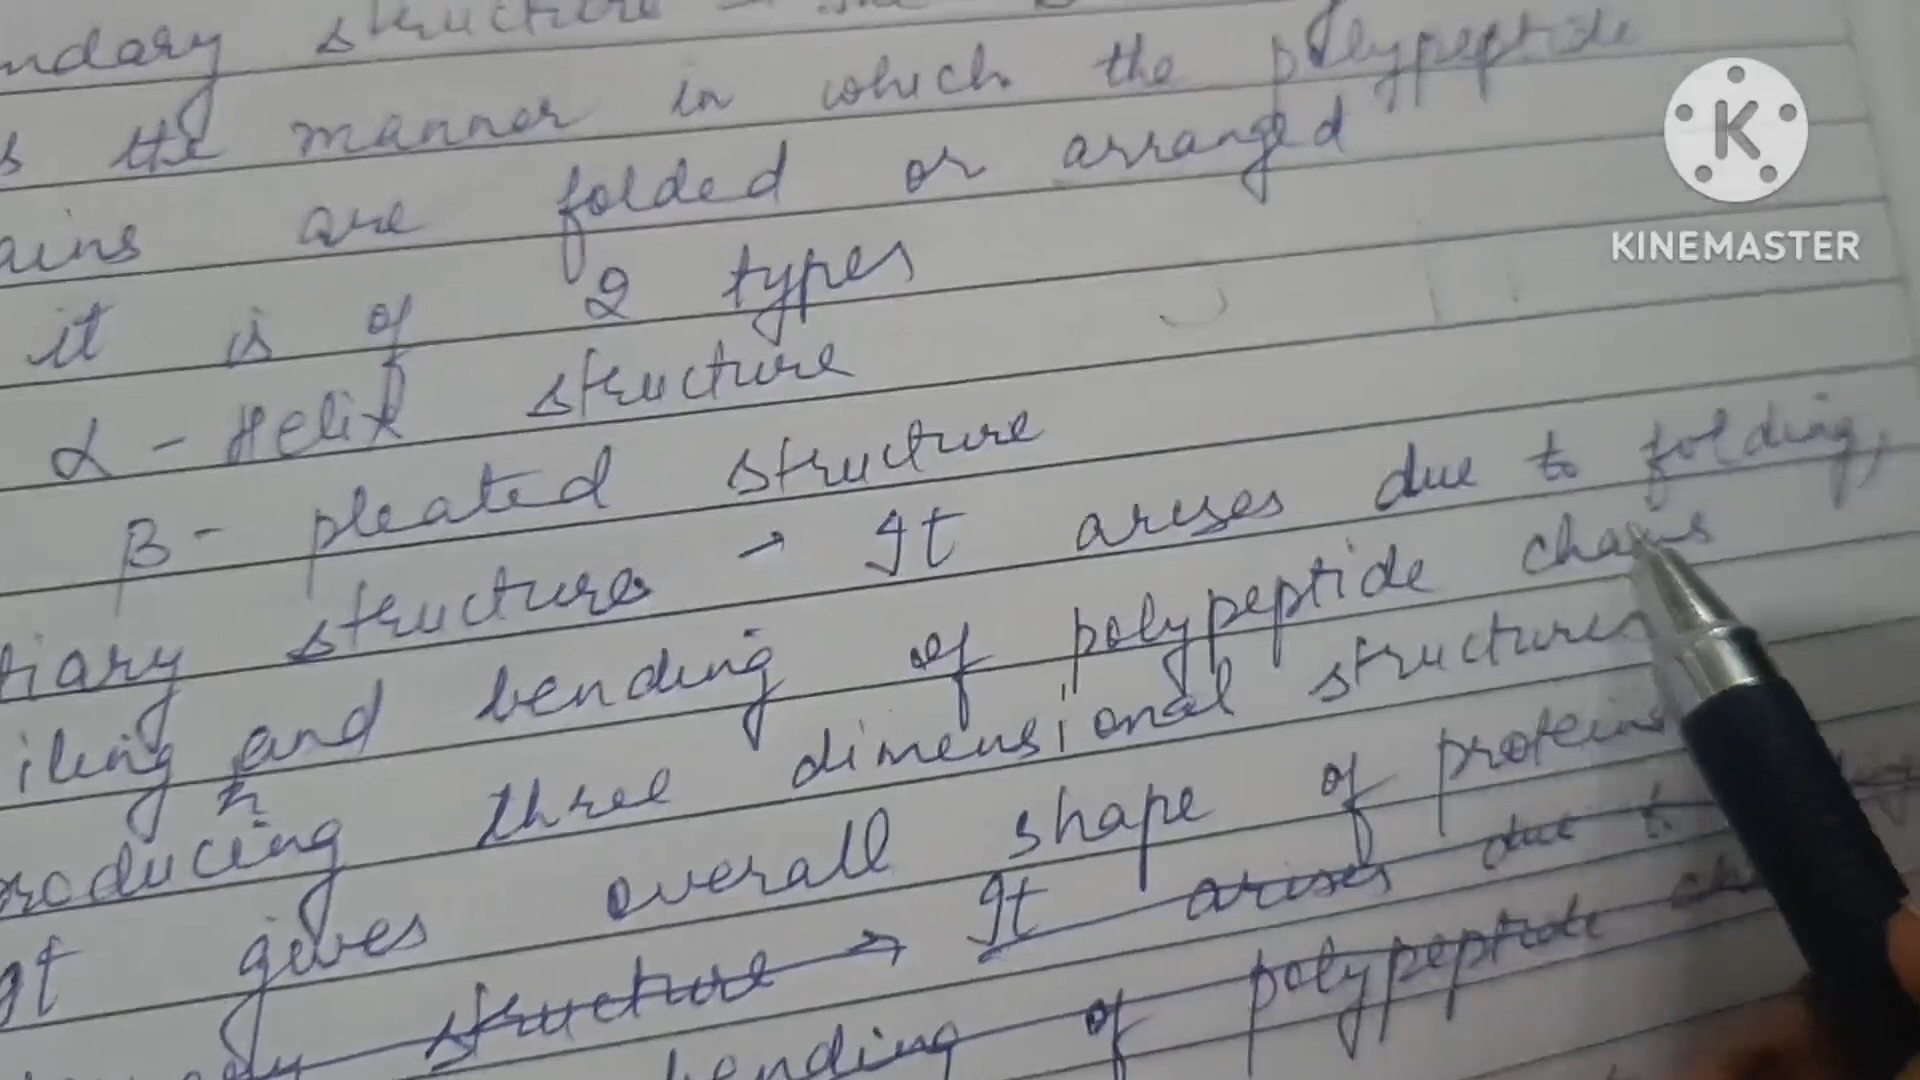 ndary structure
s the manner in which the polypeptide
ains are folded or arranged
it is of 2 types
α - Helix structure
β - pleated structure
tiary structures → It arises due to folding,
iling and bending of polypeptide chains
roducing three dimensional structures
It gives overall shape of proteins
structure → It arises due to
bending of polypeptide
K
KINEMASTER